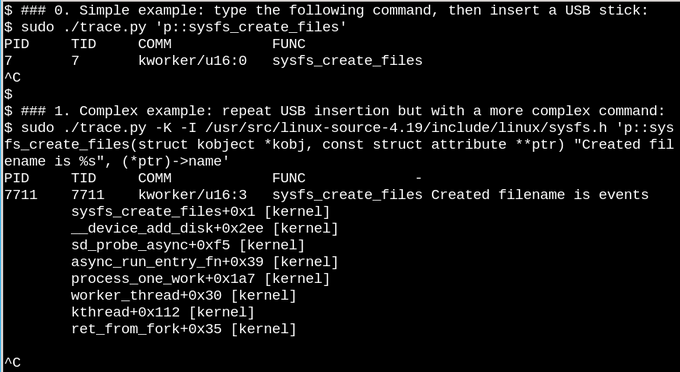 $ ### 0. Simple example: type the following command, then insert a USB stick:
$ sudo ./trace.py 'p::sysfs_create_files'
PID     TID     COMM            FUNC
7       7       kworker/u16:0   sysfs_create_files
^C
$
$ ### 1. Complex example: repeat USB insertion but with a more complex command:
$ sudo ./trace.py -K -I /usr/src/linux-source-4.19/include/linux/sysfs.h 'p::sys
fs_create_files(struct kobject *kobj, const struct attribute **ptr) "Created fil
ename is %s", (*ptr)->name'
PID     TID     COMM            FUNC             -
7711    7711    kworker/u16:3   sysfs_create_files Created filename is events
        sysfs_create_files+0x1 [kernel]
        __device_add_disk+0x2ee [kernel]
        sd_probe_async+0xf5 [kernel]
        async_run_entry_fn+0x39 [kernel]
        process_one_work+0x1a7 [kernel]
        worker_thread+0x30 [kernel]
        kthread+0x112 [kernel]
        ret_from_fork+0x35 [kernel]
^C